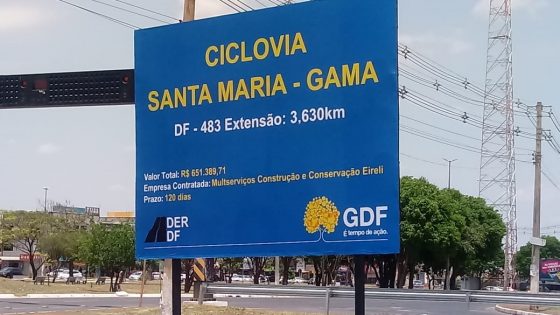 CICLOVIA
SANTA MARIA - GAMA
DF - 483 Extensão: 3,630km
Valor Total: R$ 651.389,71
Empresa Contratada: Multserviços Construção e Conservação Eireli
Prazo: 120 dias
DER
DF
GDF
É tempo de ação.